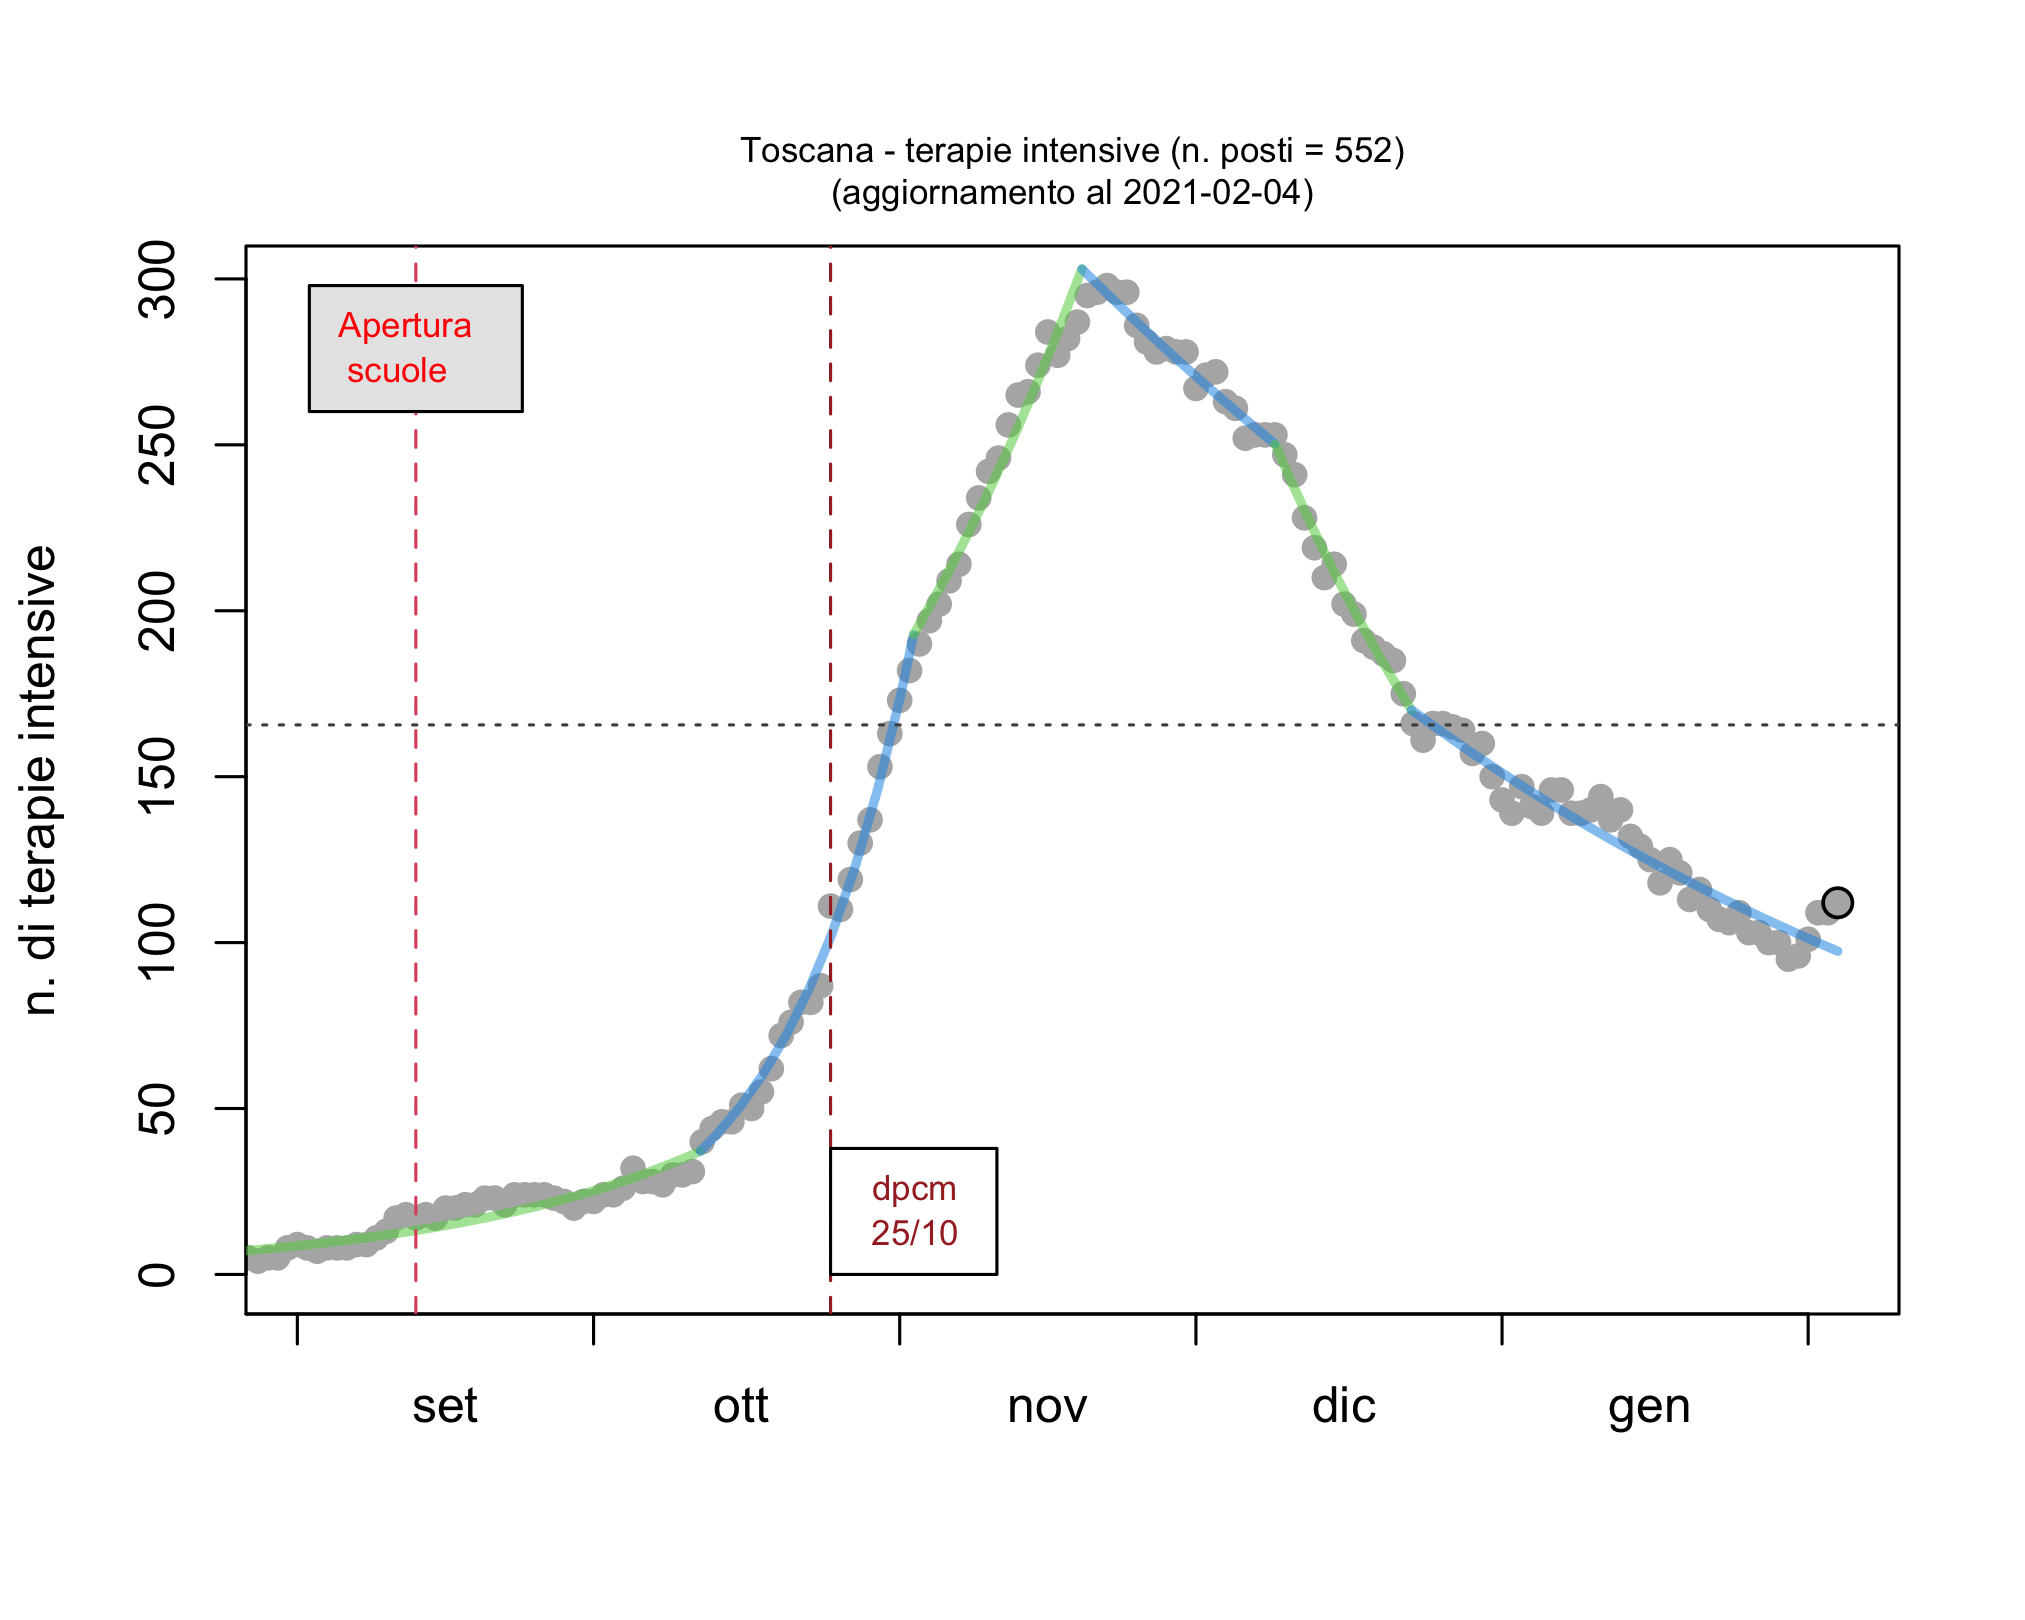 Toscana - terapie intensive (n. posti = 552)
(aggiornamento al 2021-02-04)
n. di terapie intensive
300
250
200
150
100
50
0
Apertura
scuole
dpcm
25/10
set
ott
nov
dic
gen